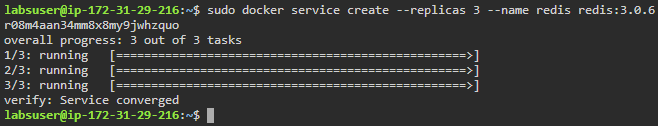 labsuser@ip-172-31-29-216:~$ sudo docker service create --replicas 3 --name redis redis:3.0.6
r08m4aan34mm8x8my9jwhzquo
overall progress: 3 out of 3 tasks
1/3: running   [==================================================>]
2/3: running   [==================================================>]
3/3: running   [==================================================>]
verify: Service converged
labsuser@ip-172-31-29-216:~$